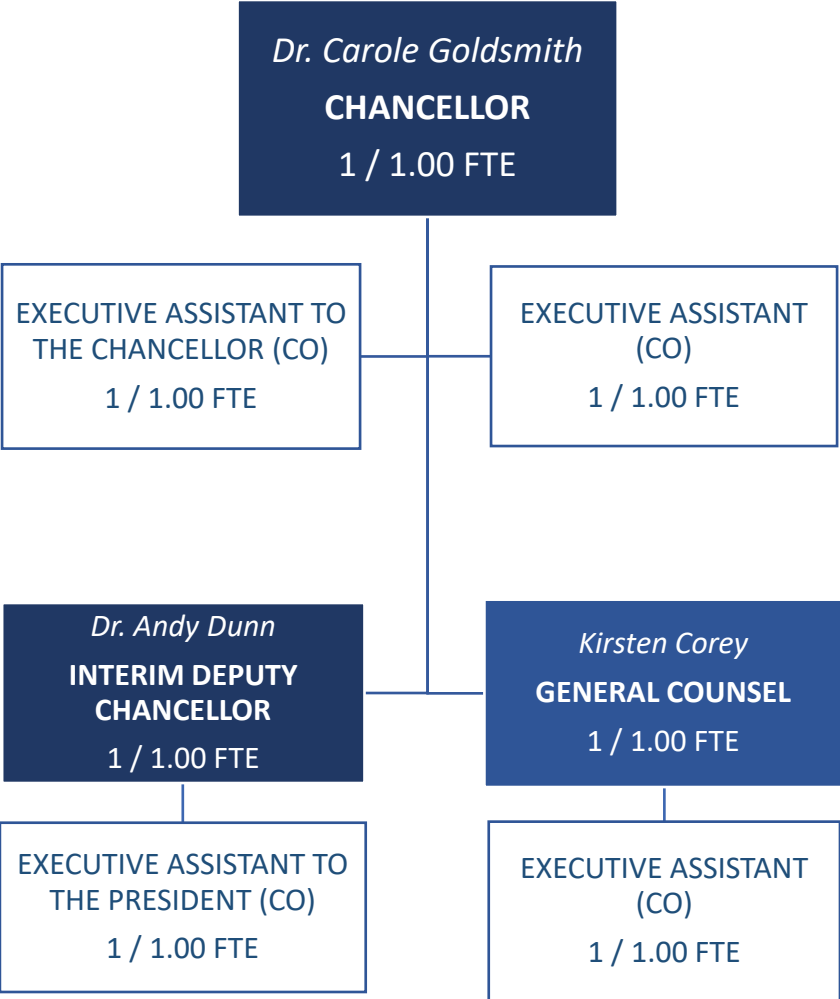 Dr. Carole Goldsmith
CHANCELLOR
1 / 1.00 FTE
EXECUTIVE ASSISTANT TO
THE CHANCELLOR (CO)
1 / 1.00 FTE
EXECUTIVE ASSISTANT
(CO)
1 / 1.00 FTE
Dr. Andy Dunn
INTERIM DEPUTY
CHANCELLOR
1 / 1.00 FTE
Kirsten Corey
GENERAL COUNSEL
1 / 1.00 FTE
EXECUTIVE ASSISTANT TO
THE PRESIDENT (CO)
1 / 1.00 FTE
EXECUTIVE ASSISTANT
(CO)
1 / 1.00 FTE